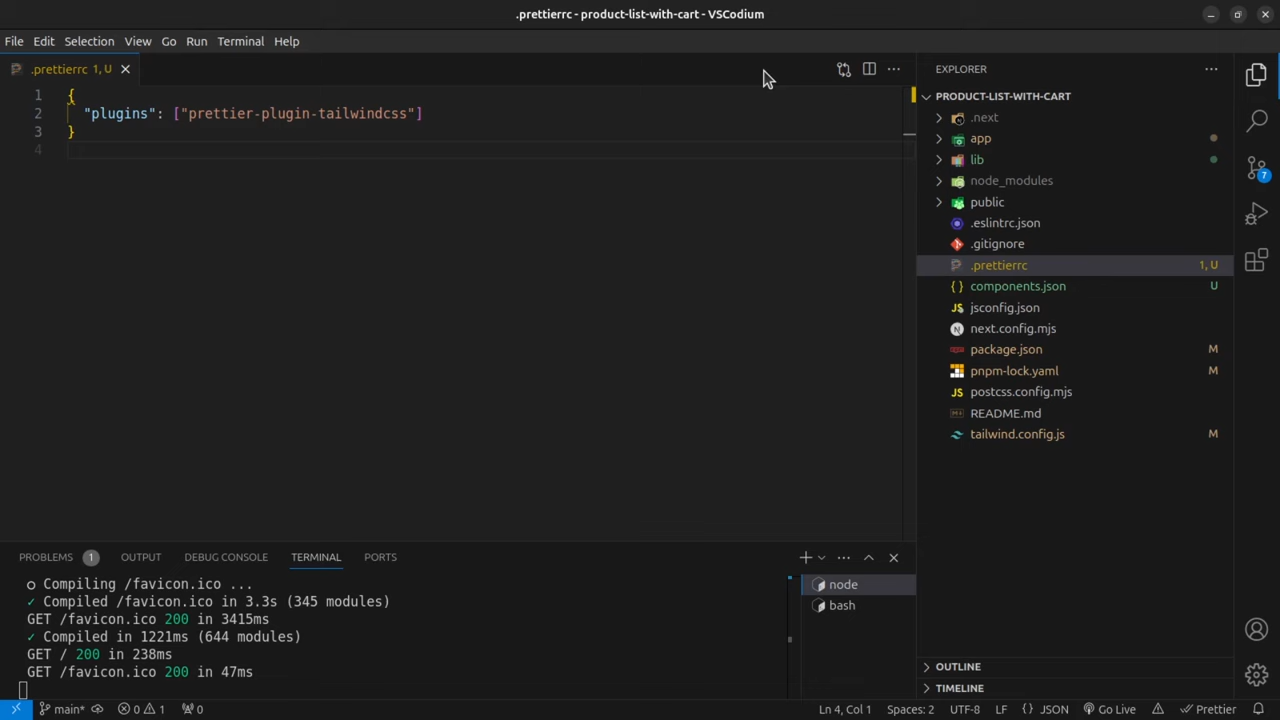 .prettierrc - product-list-with-cart - VSCodium
File Edit Selection View Go Run Terminal Help
.prettierrc 1, U
1 {
2 "plugins": ["prettier-plugin-tailwindcss"]
3 }
4
EXPLORER
PRODUCT-LIST-WITH-CART
.next
app
lib
node_modules
public
.eslintrc.json
.gitignore
.prettierrc 1, U
components.json U
jsconfig.json
next.config.mjs
package.json M
pnpm-lock.yaml M
postcss.config.mjs
README.md
tailwind.config.js M
OUTLINE
TIMELINE
7
PROBLEMS 1 OUTPUT DEBUG CONSOLE TERMINAL PORTS
○ Compiling /favicon.ico ...
✓ Compiled /favicon.ico in 3.3s (345 modules)
GET /favicon.ico 200 in 3415ms
✓ Compiled in 1221ms (644 modules)
GET / 200 in 238ms
GET /favicon.ico 200 in 47ms
node
bash
main* 0 1 0 Ln 4, Col 1 Spaces: 2 UTF-8 LF { } JSON Go Live Prettier